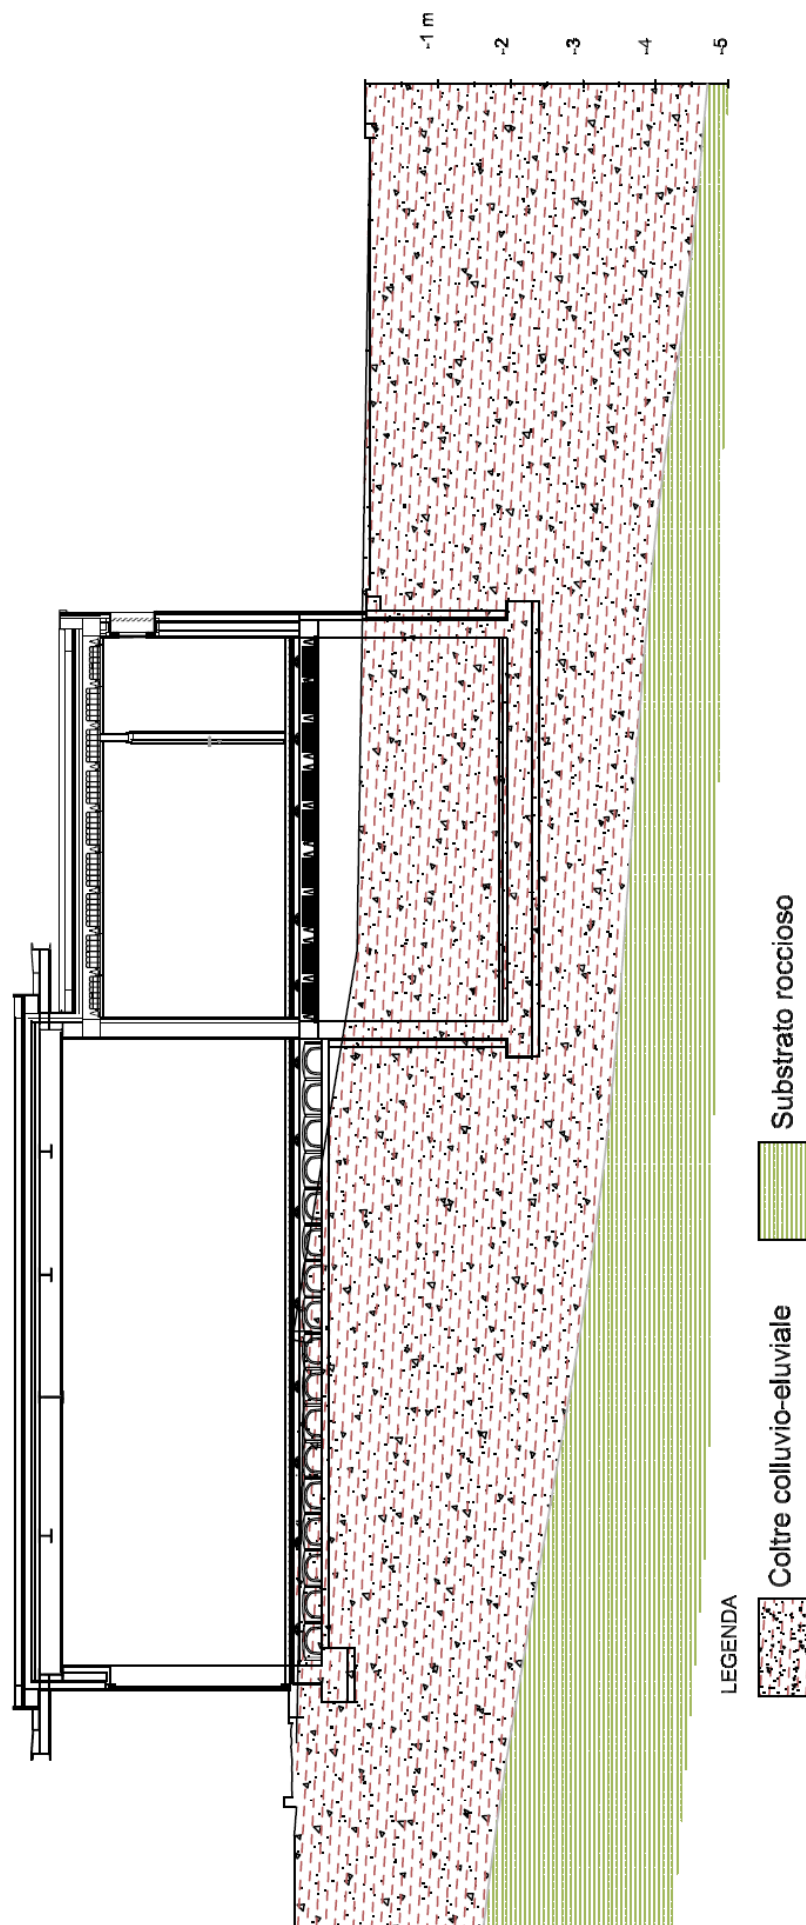 -1 m
-2
-3
-4
-5
LEGENDA
Coltre colluvio-eluviale
Substrato roccioso